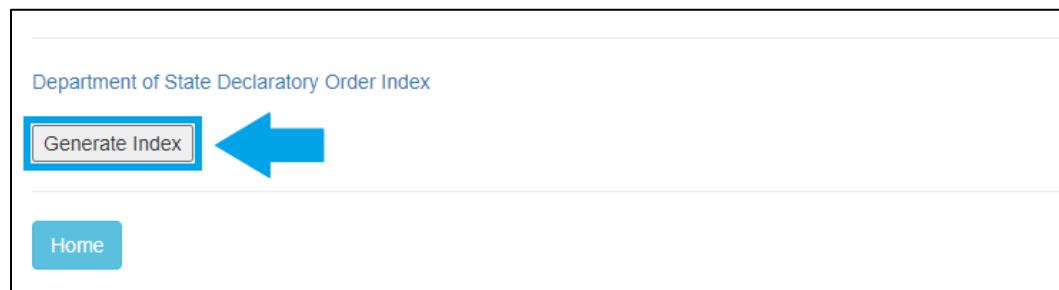 Department of State Declaratory Order Index
Generate Index
Home